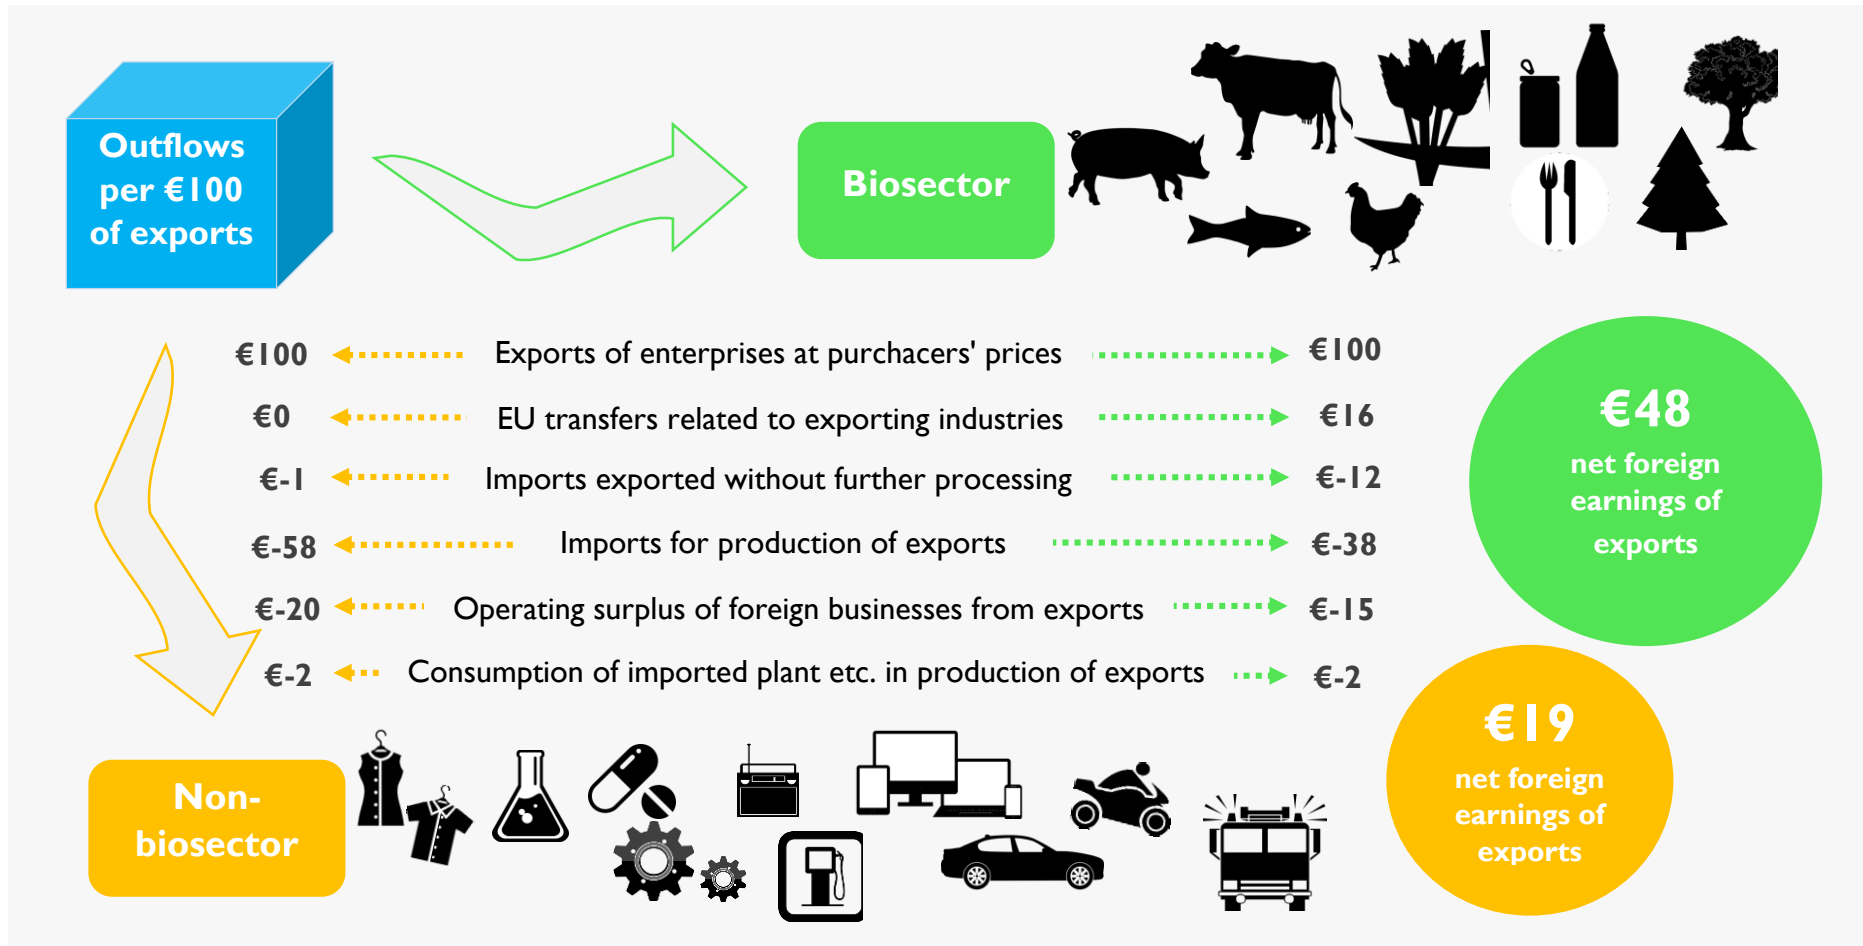 Outflows
per €100
of exports
Biosector
€100 Exports of enterprises at purchacers' prices €100
€0 EU transfers related to exporting industries €16
€-1 Imports exported without further processing €-12
€-58 Imports for production of exports €-38
€-20 Operating surplus of foreign businesses from exports €-15
€-2 Consumption of imported plant etc. in production of exports €-2
€48
net foreign
earnings of
exports
€19
net foreign
earnings of
exports
Non-
biosector